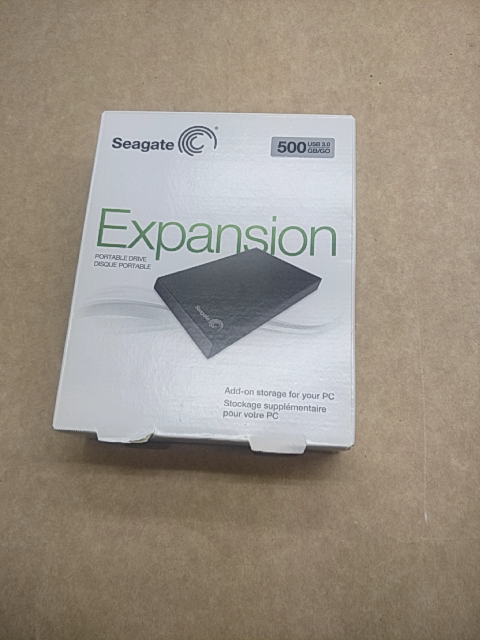 Seagate
500 USB 3.0
GB/GO
Expansion
PORTABLE DRIVE
DISQUE PORTABLE
Seagate
Add-on storage for your PC
Stockage supplémentaire
pour votre PC